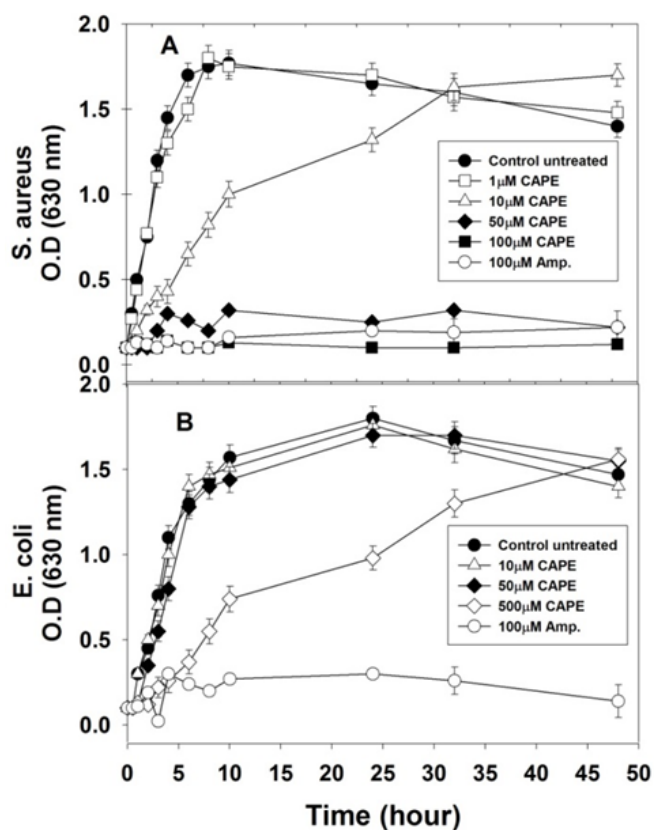 A
S. aureus
O.D (630 nm)
2.0
1.5
1.0
0.5
0.0
Control untreated
1µM CAPE
10µM CAPE
50µM CAPE
100µM CAPE
100µM Amp.
B
E. coli
O.D (630 nm)
2.0
1.5
1.0
0.5
0.0
Control untreated
10µM CAPE
50µM CAPE
500µM CAPE
100µM Amp.
0 5 10 15 20 25 30 35 40 45 50
Time (hour)